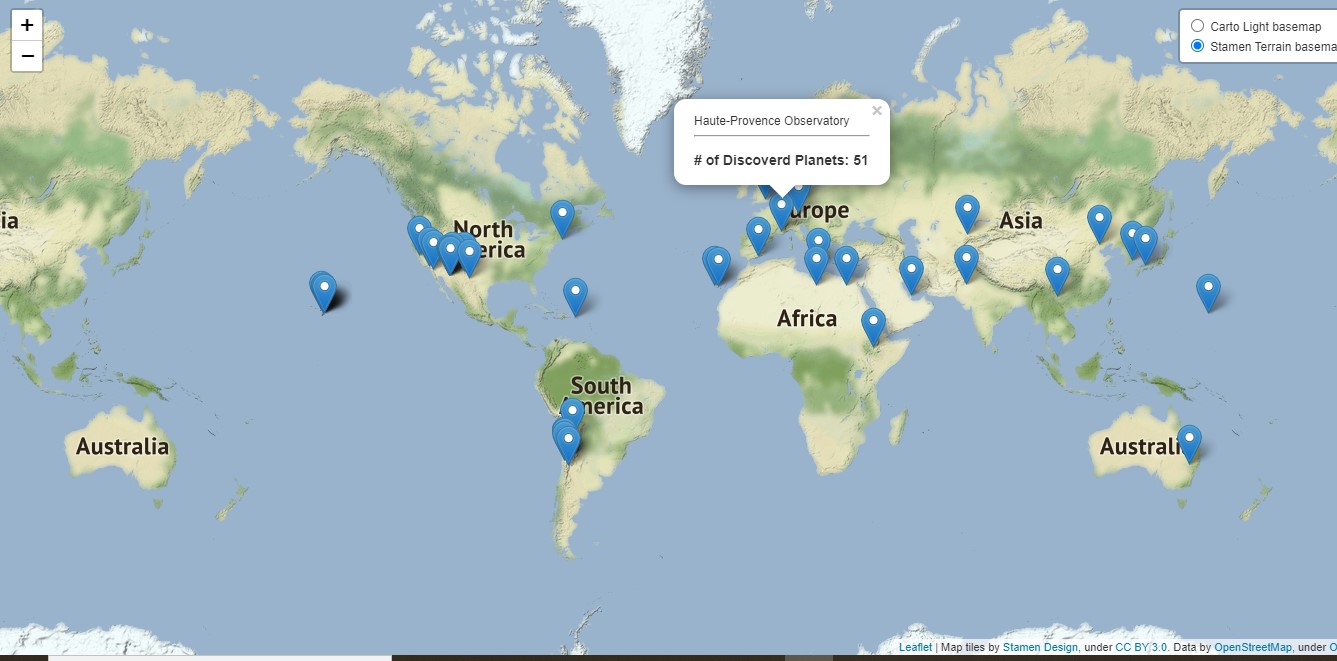 +
−
Carto Light basemap
Stamen Terrain basema
Haute-Provence Observatory
×
# of Discoverd Planets: 51
ia
North
erica
urope
Asia
Africa
South
America
Australia
Australi
Leaflet | Map tiles by Stamen Design, under CC BY 3.0. Data by OpenStreetMap, under O